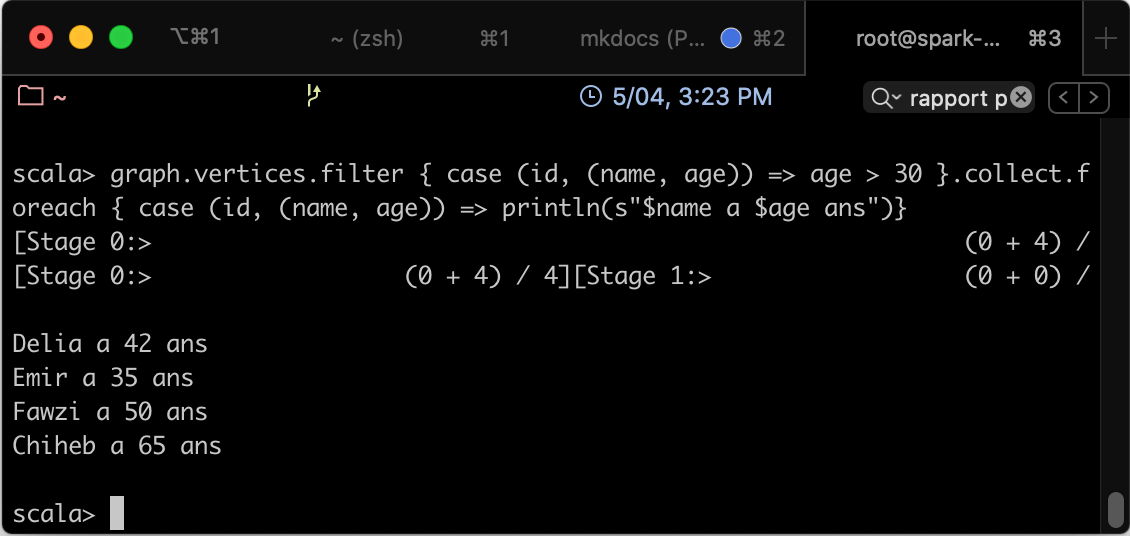 ⌥⌘1 ~ (zsh) ⌘1 mkdocs (P... ⌘2 root@spark-... ⌘3
~ 5/04, 3:23 PM rapport p
scala> graph.vertices.filter { case (id, (name, age)) => age > 30 }.collect.f
oreach { case (id, (name, age)) => println(s"$name a $age ans")}
[Stage 0:> (0 + 4) /
[Stage 0:> (0 + 4) / 4][Stage 1:> (0 + 0) /
Delia a 42 ans
Emir a 35 ans
Fawzi a 50 ans
Chiheb a 65 ans
scala>